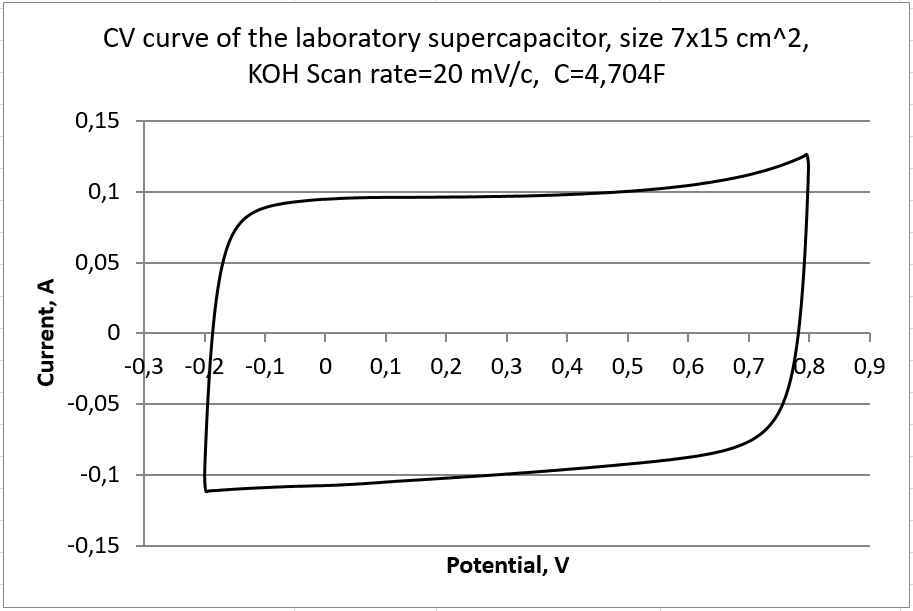 CV curve of the laboratory supercapacitor, size 7x15 cm^2,
KOH Scan rate=20 mV/c,  C=4,704F
0,15
0,1
0,05
0
-0,3 -0,2 -0,1 0 0,1 0,2 0,3 0,4 0,5 0,6 0,7 0,8 0,9
-0,05
-0,1
-0,15
Current, A
Potential, V